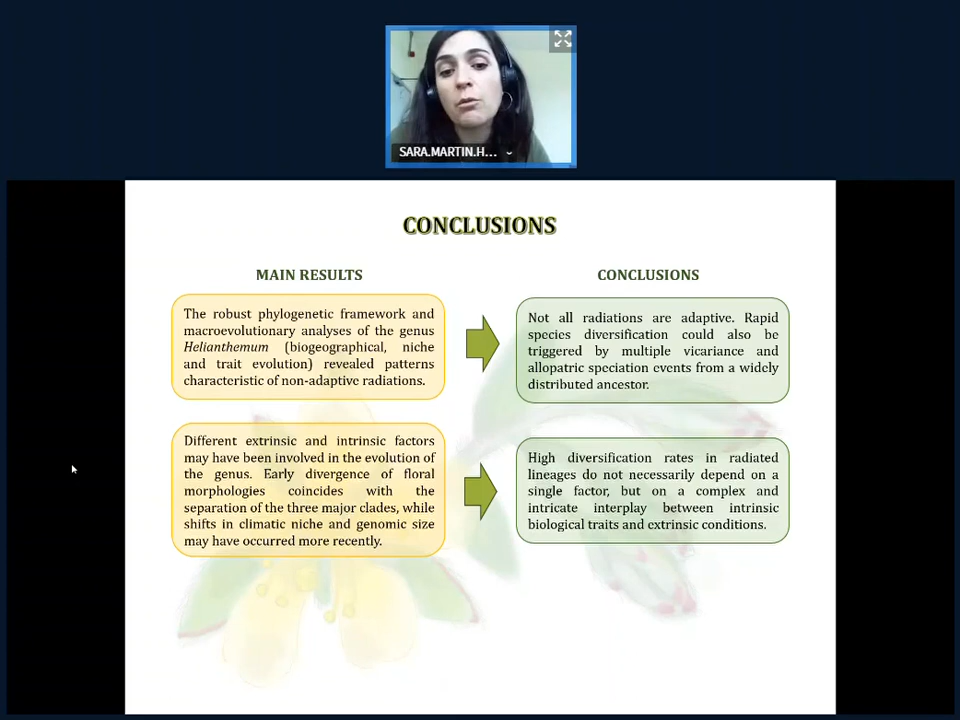 SARA.MARTIN.H...
CONCLUSIONS
MAIN RESULTS
The robust phylogenetic framework and
macroevolutionary analyses of the genus
Helianthemum (biogeographical, niche
and trait evolution) revealed patterns
characteristic of non-adaptive radiations.
CONCLUSIONS
Not all radiations are adaptive. Rapid
species diversification could also be
triggered by multiple vicariance and
allopatric speciation events from a widely
distributed ancestor.
Different extrinsic and intrinsic factors
may have been involved in the evolution of
the genus. Early divergence of floral
morphologies coincides with the
separation of the three major clades, while
shifts in climatic niche and genomic size
may have occurred more recently.
High diversification rates in radiated
lineages do not necessarily depend on a
single factor, but on a complex and
intricate interplay between intrinsic
biological traits and extrinsic conditions.